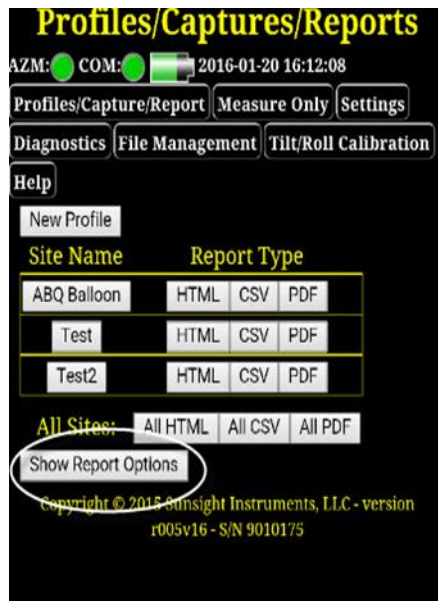 Profiles/Captures/Reports
AZM: COM: 2016-01-20 16:12:08
Profiles/Capture/Report Measure Only Settings
Diagnostics File Management Tilt/Roll Calibration
Help
New Profile
Site Name Report Type
ABQ Balloon HTML CSV PDF
Test HTML CSV PDF
Test2 HTML CSV PDF
All Sites: All HTML All CSV All PDF
Show Report Options
Copyright © 2015 Sunsight Instruments, LLC - version
r005v16 - S/N 9010175